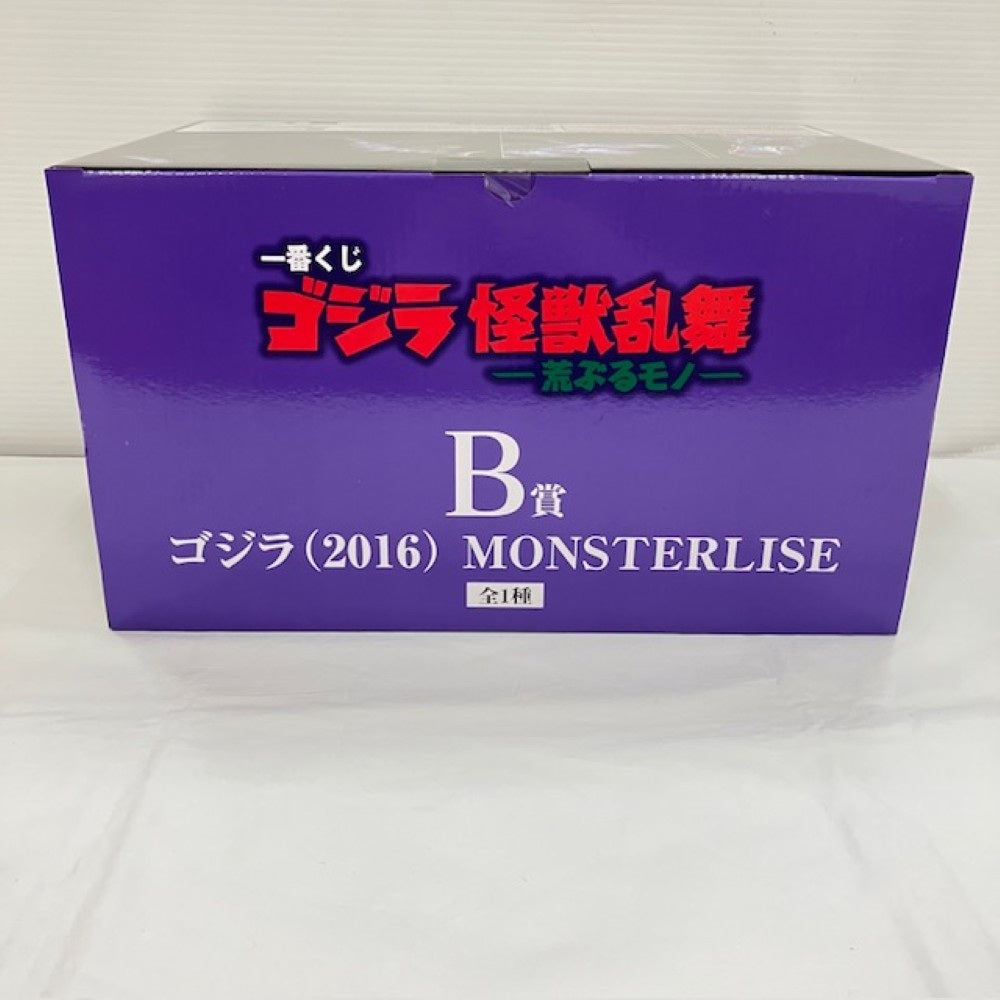 一番くじ
ゴジラ 怪獣乱舞
―荒ぶるモノ―
B賞
ゴジラ(2016) MONSTERLISE
全1種